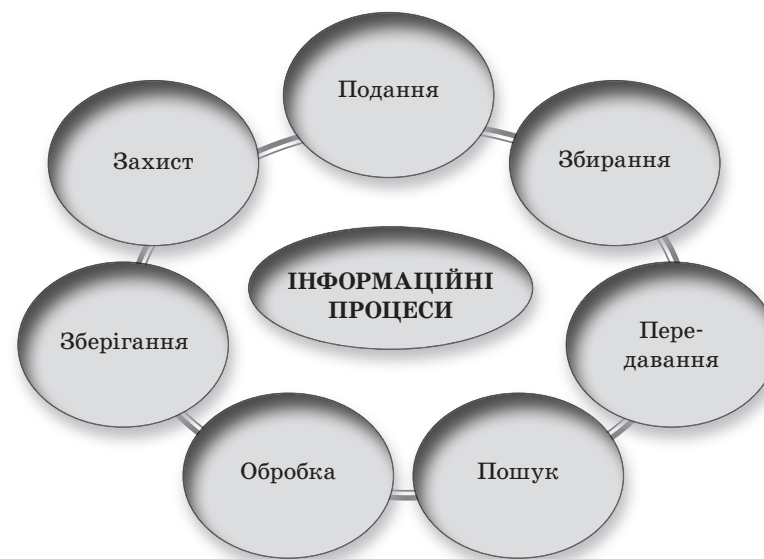 Подання
Захист
Збирання
ІНФОРМАЦІЙНІ
ПРОЦЕСИ
Зберігання
Пере-
давання
Обробка
Пошук